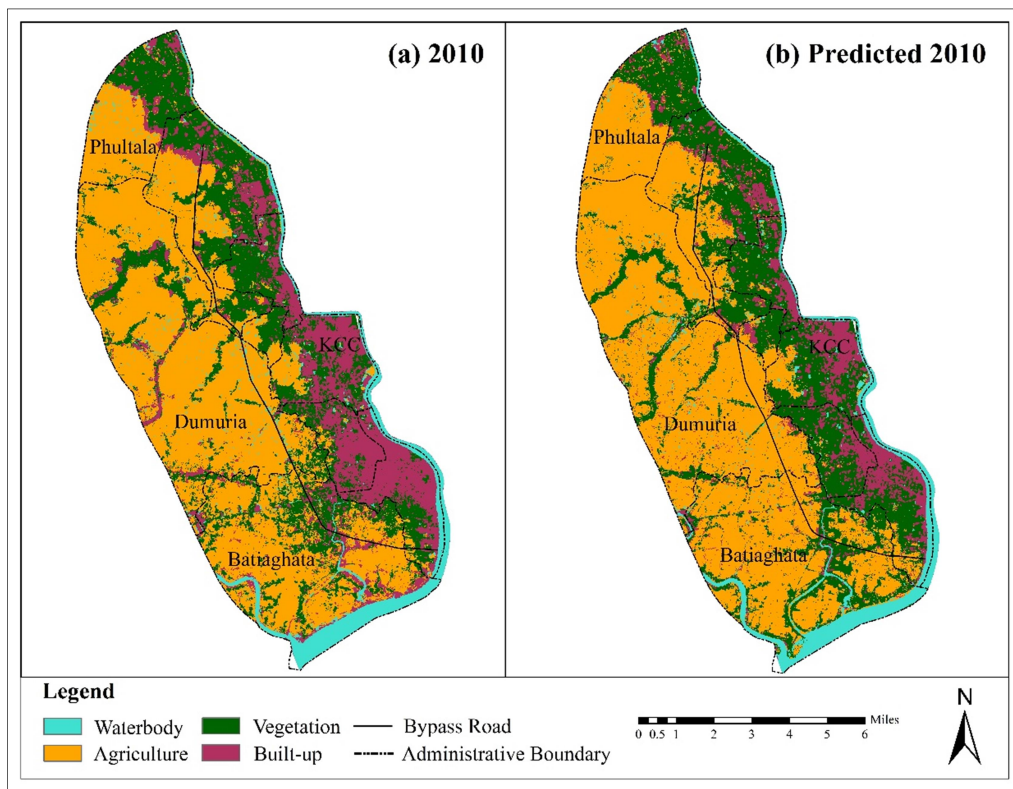 (a) 2010
(b) Predicted 2010
Phultala
KCC
Dumuria
Batiaghata
Phultala
KCC
Dumuria
Batiaghata
Legend
Waterbody
Vegetation
Bypass Road
Agriculture
Built-up
Administrative Boundary
Miles
0 0.5 1 2 3 4 5 6
N